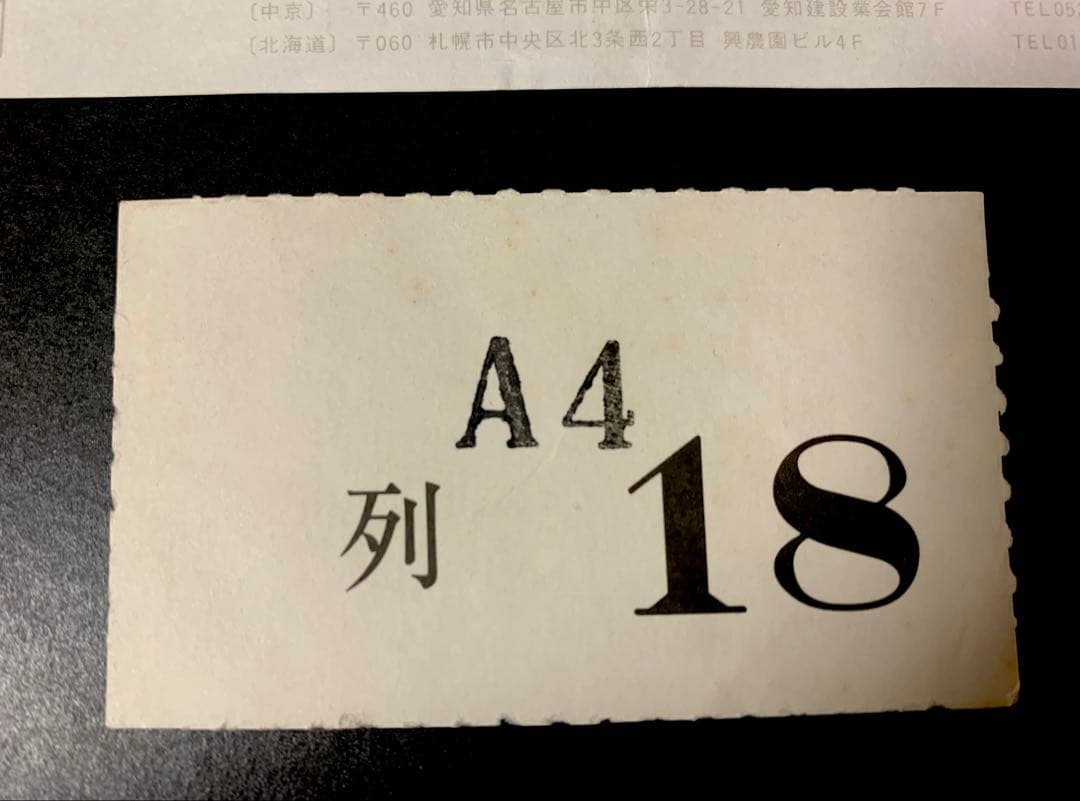 〔中京〕 〒460 愛知県名古屋市中区栄3-28-21 愛知建設業会館7F TEL052
〔北海道〕 〒060 札幌市中央区北3条西2丁目 興農園ビル4F TEL01
A4
列 18